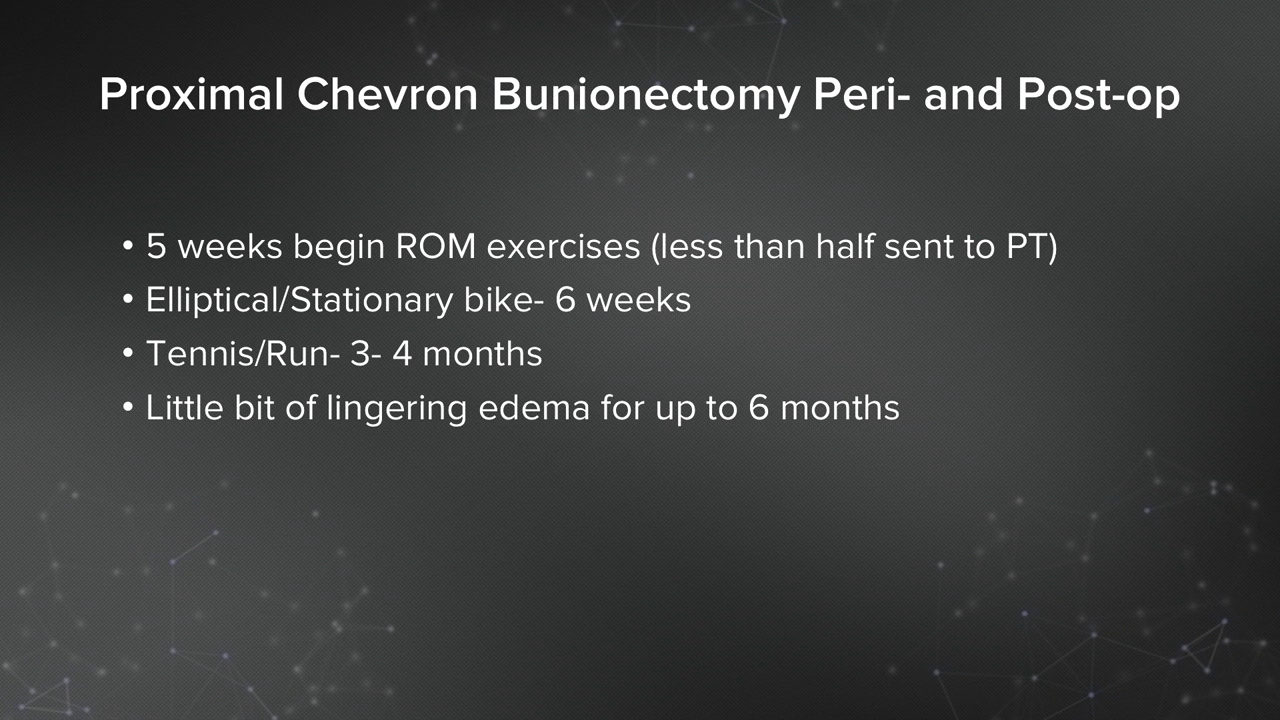 Proximal Chevron Bunionectomy Peri- and Post-op
• 5 weeks begin ROM exercises (less than half sent to PT)
• Elliptical/Stationary bike- 6 weeks
• Tennis/Run- 3- 4 months
• Little bit of lingering edema for up to 6 months